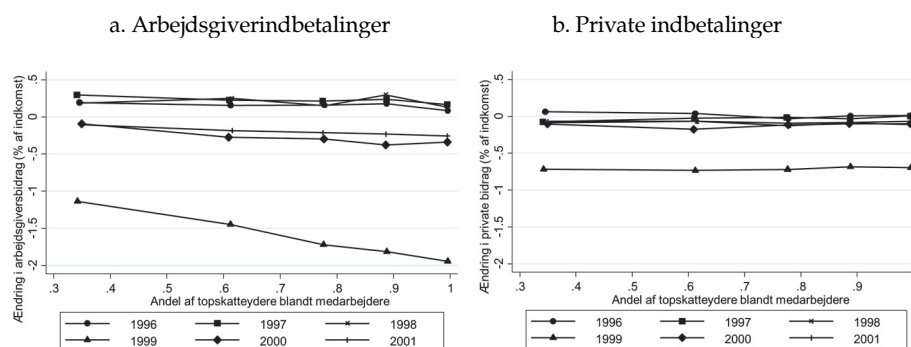 a. Arbejdsgiverindbetalinger
Ændring i arbejdsgiversbidrag (% af indkomst)
.5
0
-.5
-1
-1.5
-2
.3 .4 .5 .6 .7 .8 .9 1
Andel af topskatteydere blandt medarbejdere
1996 1997 1998
1999 2000 2001
b. Private indbetalinger
Ændring i private bidrag (% af indkomst)
.5
0
-.5
-1
-1.5
-2
.3 .4 .5 .6 .7 .8 .9
Andel af topskatteydere blandt medarbejdere
1996 1997 1998
1999 2000 2001